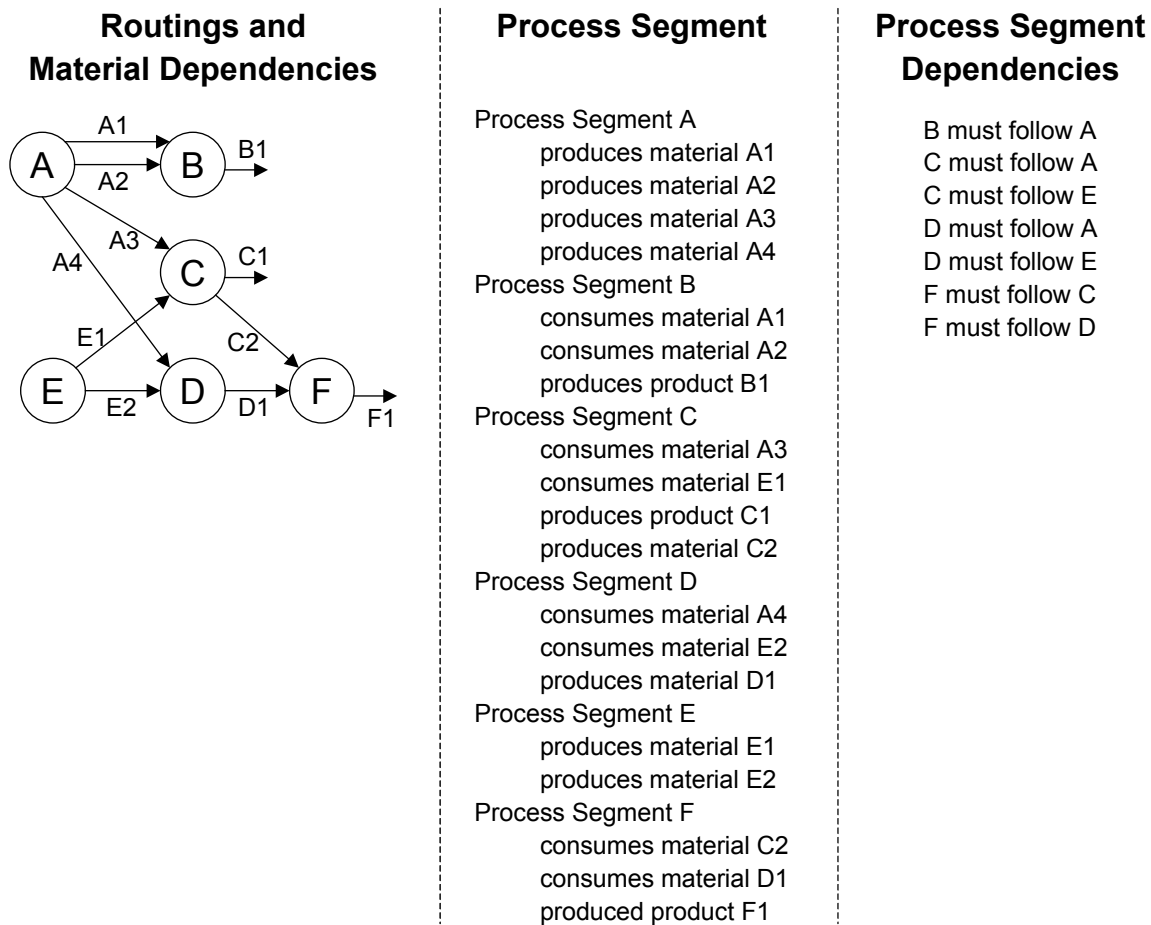 Routings and
Material Dependencies
A1
A
A2
B
B1
A3
A4
C
C1
E1
C2
E
E2
D
D1
F
F1
Process Segment
Process Segment A
produces material A1
produces material A2
produces material A3
produces material A4
Process Segment B
consumes material A1
consumes material A2
produces product B1
Process Segment C
consumes material A3
consumes material E1
produces product C1
produces material C2
Process Segment D
consumes material A4
consumes material E2
produces material D1
Process Segment E
produces material E1
produces material E2
Process Segment F
consumes material C2
consumes material D1
produced product F1
Process Segment
Dependencies
B must follow A
C must follow A
C must follow E
D must follow A
D must follow E
F must follow C
F must follow D